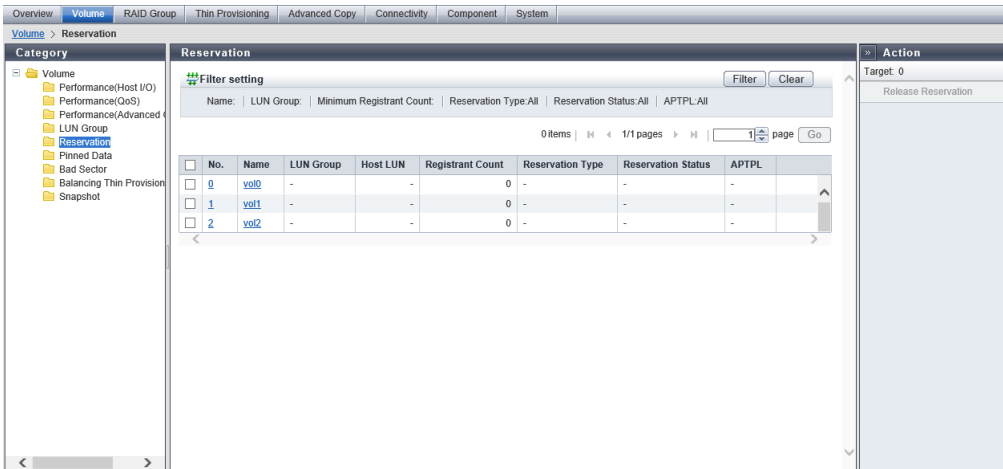 Overview Volume RAID Group Thin Provisioning Advanced Copy Connectivity Component System
Volume > Reservation
Category
Volume
Performance(Host I/O)
Performance(QoS)
Performance(Advanced
LUN Group
Reservation
Pinned Data
Bad Sector
Balancing Thin Provision
Snapshot
Reservation
Filter setting Filter Clear
Name: | LUN Group: | Minimum Registrant Count: | Reservation Type:All | Reservation Status:All | APTPL:All
0 items | 1/1 pages | 1 page Go
No. Name LUN Group Host LUN Registrant Count Reservation Type Reservation Status APTPL
0 vol0 - - 0 - - -
1 vol1 - - 0 - - -
2 vol2 - - 0 - - -
» Action
Target: 0
Release Reservation